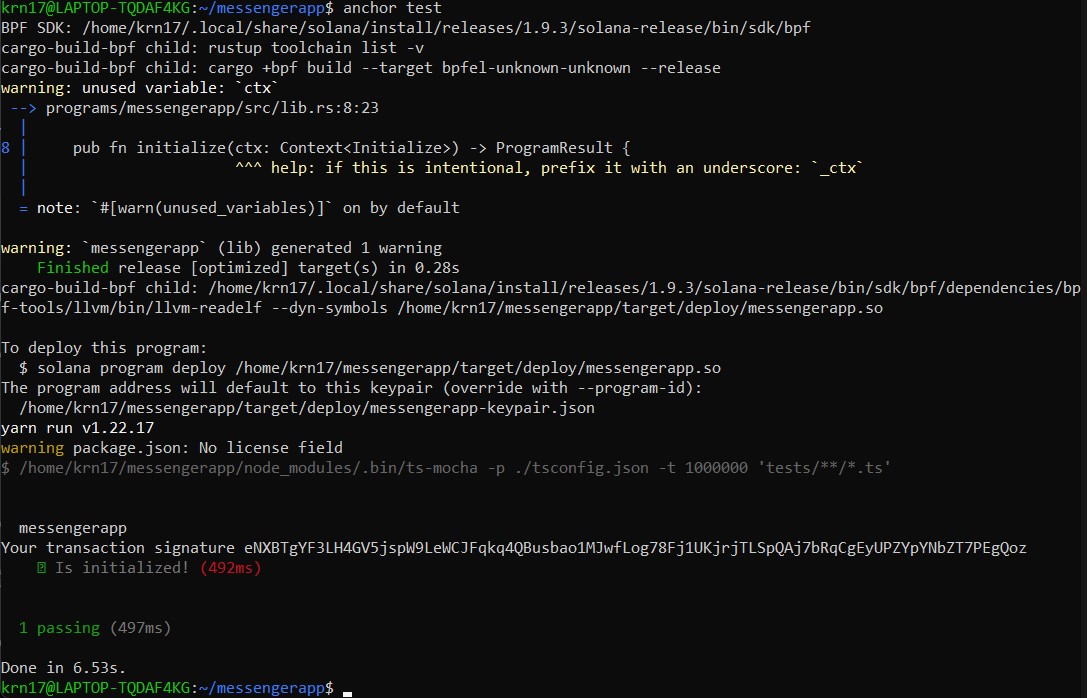 krn17@LAPTOP-TQDAF4KG:~/messengerapp$ anchor test
BPF SDK: /home/krn17/.local/share/solana/install/releases/1.9.3/solana-release/bin/sdk/bpf
cargo-build-bpf child: rustup toolchain list -v
cargo-build-bpf child: cargo +bpf build --target bpfel-unknown-unknown --release
warning: unused variable: `ctx`
 --> programs/messengerapp/src/lib.rs:8:23
  |
8 |     pub fn initialize(ctx: Context<Initialize>) -> ProgramResult {
  |                       ^^^ help: if this is intentional, prefix it with an underscore: `_ctx`
  |
  = note: `#[warn(unused_variables)]` on by default

warning: `messengerapp` (lib) generated 1 warning
    Finished release [optimized] target(s) in 0.28s
cargo-build-bpf child: /home/krn17/.local/share/solana/install/releases/1.9.3/solana-release/bin/sdk/bpf/dependencies/bp
f-tools/llvm/bin/llvm-readelf --dyn-symbols /home/krn17/messengerapp/target/deploy/messengerapp.so

To deploy this program:
  $ solana program deploy /home/krn17/messengerapp/target/deploy/messengerapp.so
The program address will default to this keypair (override with --program-id):
  /home/krn17/messengerapp/target/deploy/messengerapp-keypair.json
yarn run v1.22.17
warning package.json: No license field
$ /home/krn17/messengerapp/node_modules/.bin/ts-mocha -p ./tsconfig.json -t 1000000 'tests/**/*.ts'

  messengerapp
Your transaction signature eNXBTgYF3LH4GV5jspW9LeWCJFqkq4QBusbao1MJwfLog78Fj1UKjrjTLSpQAj7bRqCgEyUPZYpYNbZT7PEgQoz
    Is initialized! (492ms)

  1 passing (497ms)

Done in 6.53s.
krn17@LAPTOP-TQDAF4KG:~/messengerapp$